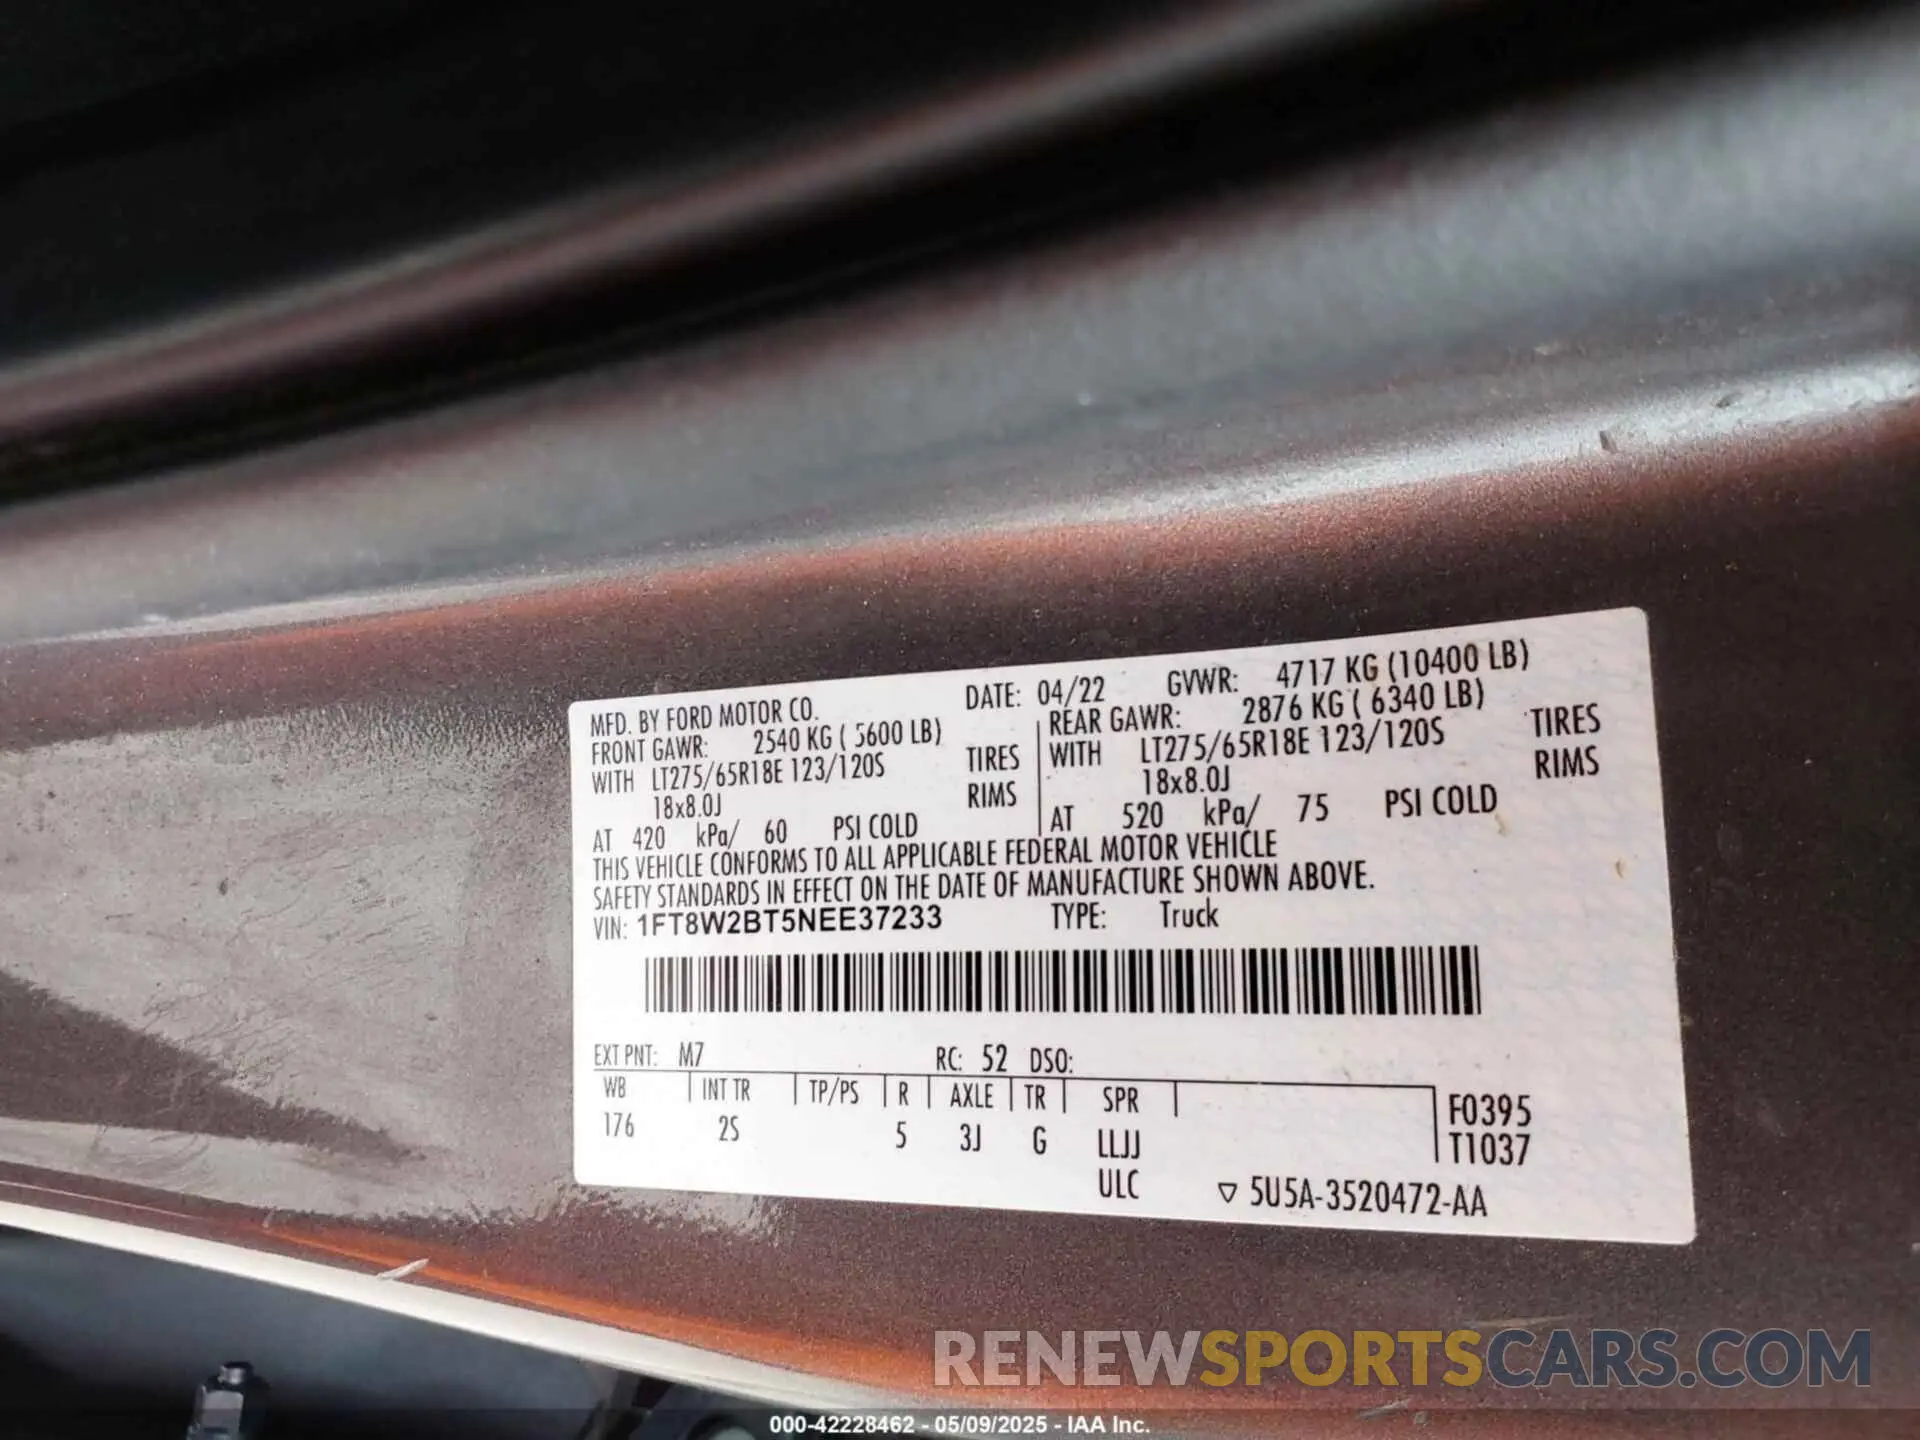 MFD. BY FORD MOTOR CO. DATE: 04/22 GVWR: 4717 KG (10400 LB)
FRONT GAWR: 2540 KG ( 5600 LB) REAR GAWR: 2876 KG ( 6340 LB)
WITH LT275/65R18E 123/120S TIRES WITH LT275/65R18E 123/120S TIRES
18x8.0J RIMS 18x8.0J RIMS
AT 420 kPa/ 60 PSI COLD AT 520 kPa/ 75 PSI COLD
THIS VEHICLE CONFORMS TO ALL APPLICABLE FEDERAL MOTOR VEHICLE
SAFETY STANDARDS IN EFFECT ON THE DATE OF MANUFACTURE SHOWN ABOVE.
VIN: 1FT8W2BT5NEE37233 TYPE: Truck
EXT PNT: M7 RC: 52 DSO:
WB INT TR TP/PS R AXLE TR SPR F0395
176 2S 5 3J G LLJJ T1037
ULC ▽ 5U5A-3520472-AA
RENEWSPORTSCARS.COM
000-42228462 - 05/09/2025 - IAA Inc.